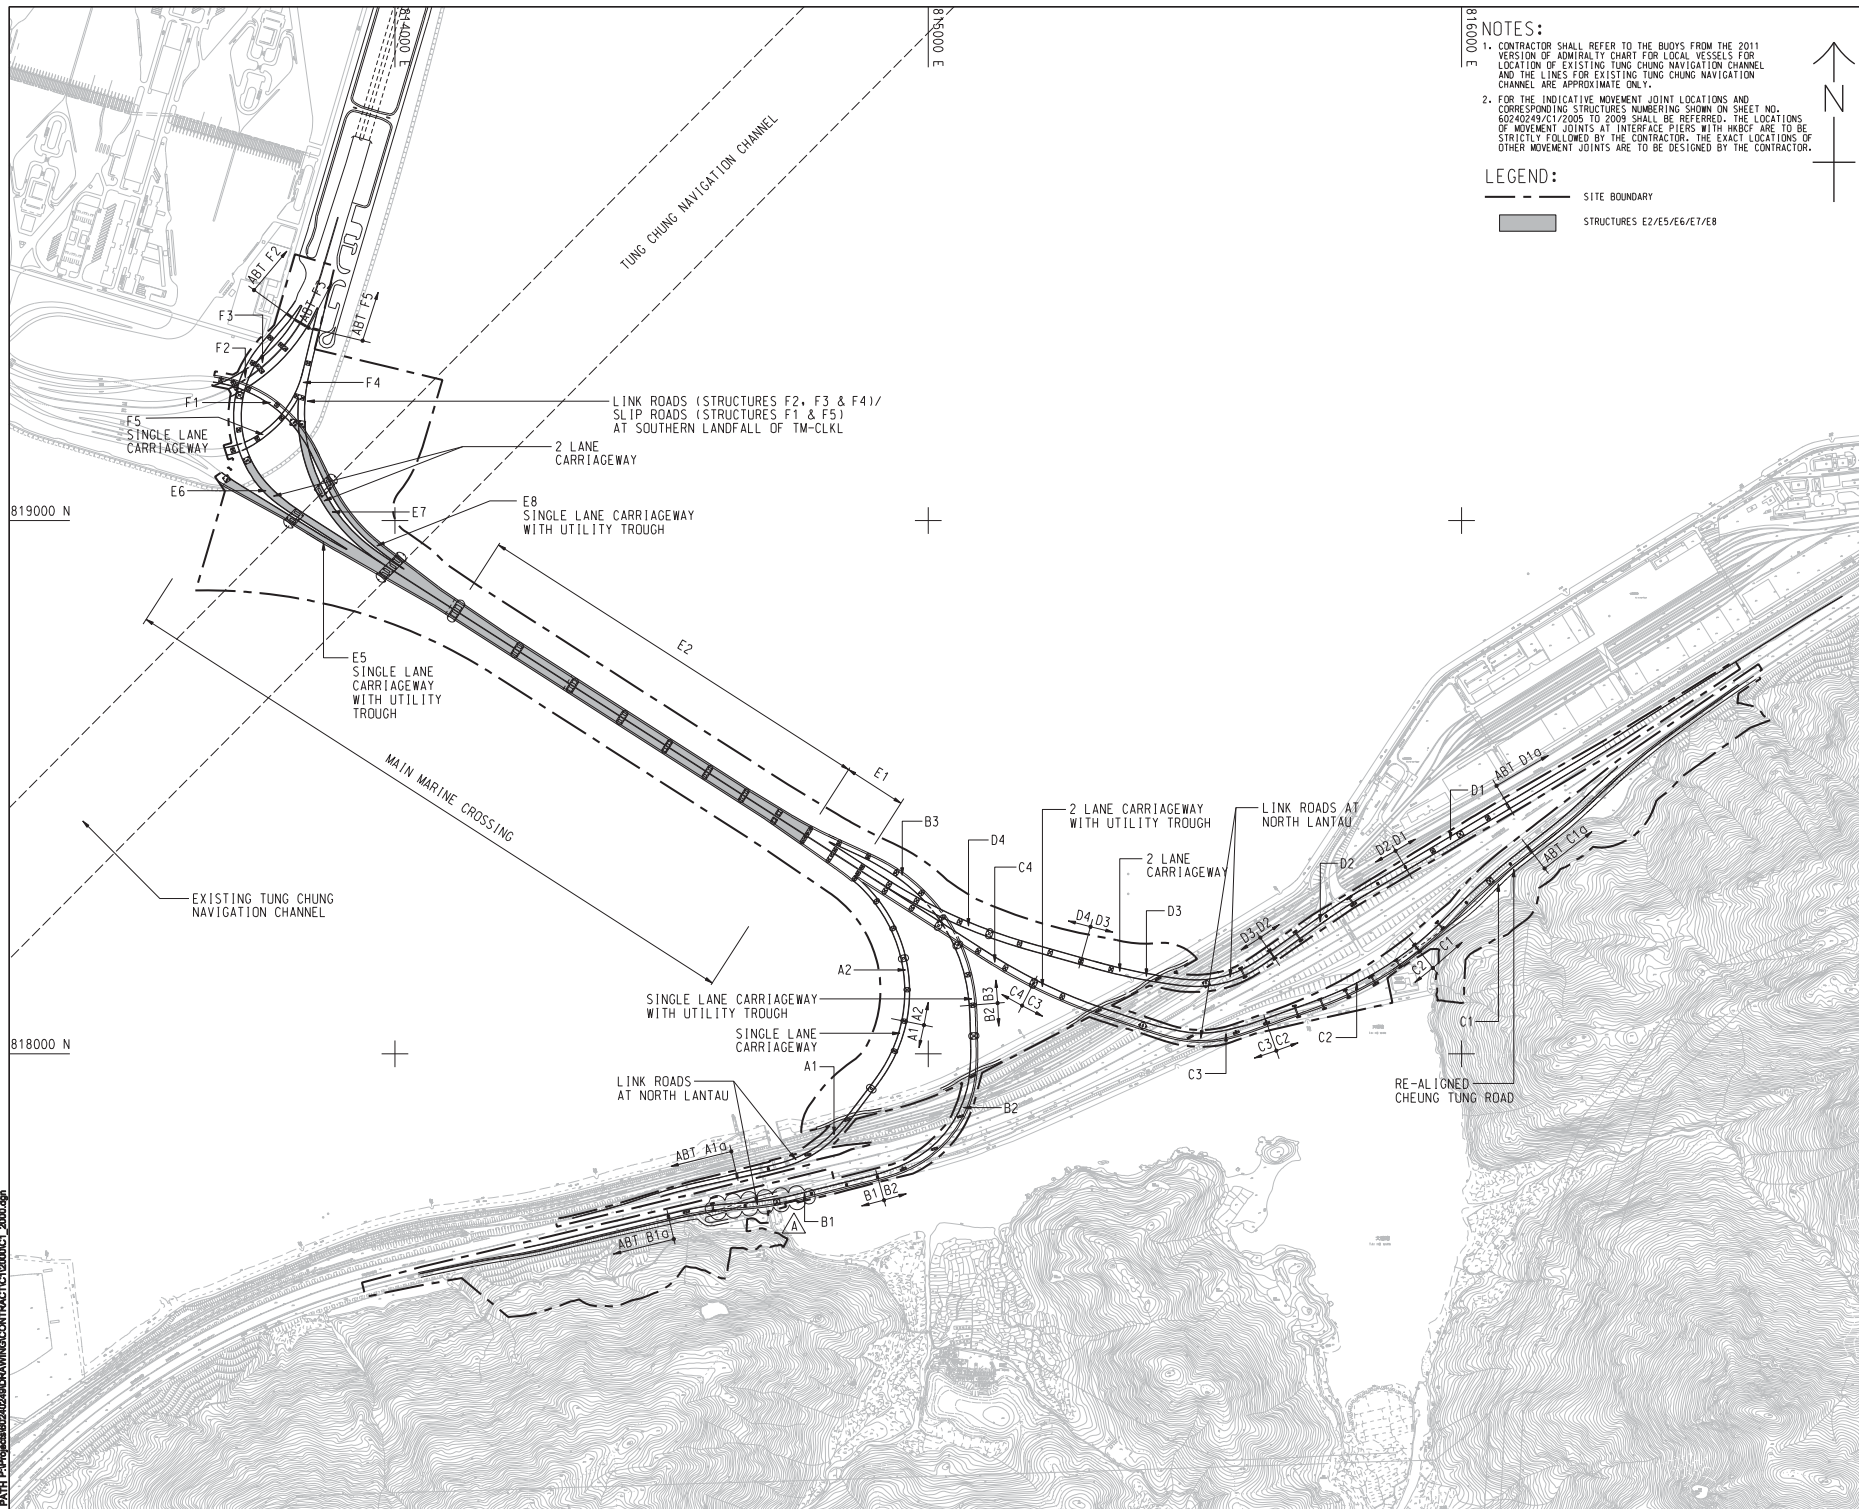 814000 E
815000 E
816000 E
NOTES:
1. CONTRACTOR SHALL REFER TO THE BUOYS FROM THE 2011
VERSION OF ADMIRALTY CHART FOR LOCAL VESSELS FOR
LOCATION OF EXISTING TUNG CHUNG NAVIGATION CHANNEL
AND THE LINES FOR EXISTING TUNG CHUNG NAVIGATION
CHANNEL ARE APPROXIMATE ONLY.
2. FOR THE INDICATIVE MOVEMENT JOINT LOCATIONS AND
CORRESPONDING STRUCTURES NUMBERING SHOWN ON SHEET NO.
60240249/C1/2005 TO 2009 SHALL BE REFERRED. THE LOCATIONS
OF MOVEMENT JOINTS AT INTERFACE PIERS WITH HKBCF ARE TO BE
STRICTLY FOLLOWED BY THE CONTRACTOR. THE EXACT LOCATIONS OF
OTHER MOVEMENT JOINTS ARE TO BE DESIGNED BY THE CONTRACTOR.
N
LEGEND:
SITE BOUNDARY
STRUCTURES E2/E5/E6/E7/E8
TUNG CHUNG NAVIGATION CHANNEL
ABT F2
ABT F3
ABT F5
F3
F2
F4
F1
F5
SINGLE LANE
CARRIAGEWAY
LINK ROADS (STRUCTURES F2, F3 & F4)/
SLIP ROADS (STRUCTURES F1 & F5)
AT SOUTHERN LANDFALL OF TM-CLKL
2 LANE
CARRIAGEWAY
E6
E7
E8
SINGLE LANE CARRIAGEWAY
WITH UTILITY TROUGH
819000 N
E2
E5
SINGLE LANE
CARRIAGEWAY
WITH UTILITY
TROUGH
MAIN MARINE CROSSING
E1
EXISTING TUNG CHUNG
NAVIGATION CHANNEL
B3
D4
C4
2 LANE CARRIAGEWAY
WITH UTILITY TROUGH
LINK ROADS AT
NORTH LANTAU
2 LANE
CARRIAGEWAY
ABT D1a
D1
D2 D1
D2
ABT C1a
D4 D3
D3
D3 D2
A2
SINGLE LANE CARRIAGEWAY
WITH UTILITY TROUGH
SINGLE LANE
CARRIAGEWAY
A1 A2
B2 B3
C4 C3
C2 C1
C1
C2
C3 C2
C3
818000 N
A1
LINK ROADS
AT NORTH LANTAU
B2
RE-ALIGNED
CHEUNG TUNG ROAD
ABT A1a
B1 B2
B1
A
ABT B1a
PATH P:\Projects\60240249\DRAWING\CONTRACT\C1\2000\C1_2000.dgn